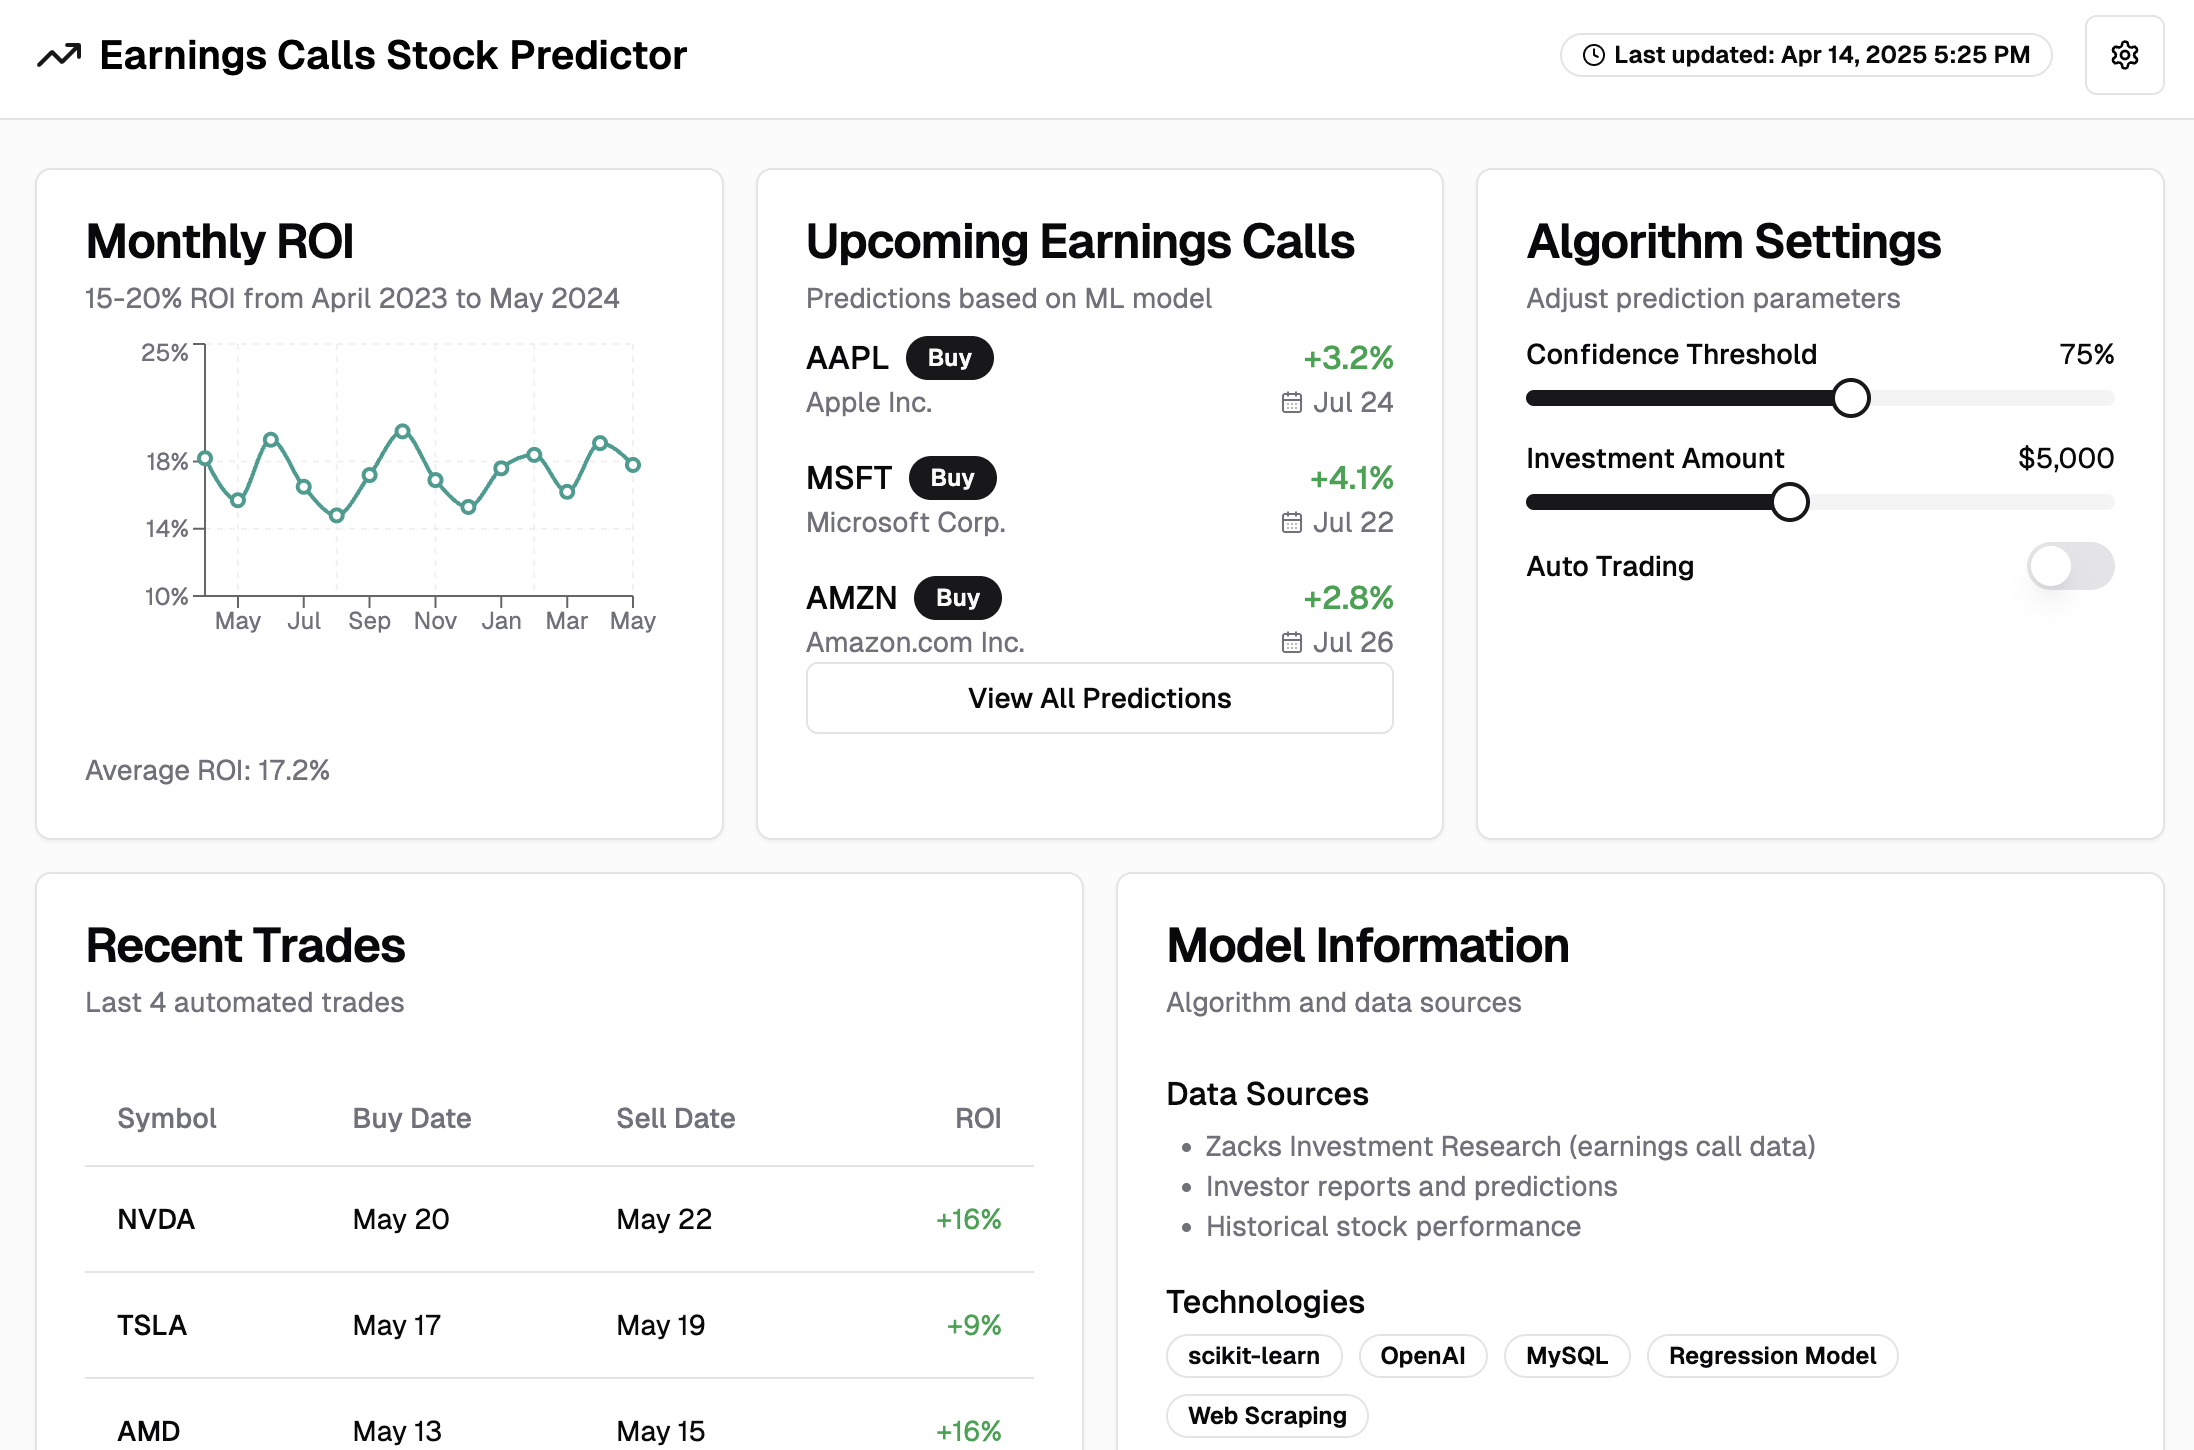 Earnings Calls Stock Predictor
Last updated: Apr 14, 2025 5:25 PM
Monthly ROI
15-20% ROI from April 2023 to May 2024
25%
18%
14%
10%
May Jul Sep Nov Jan Mar May
Average ROI: 17.2%
Upcoming Earnings Calls
Predictions based on ML model
AAPL Buy +3.2%
Apple Inc. Jul 24
MSFT Buy +4.1%
Microsoft Corp. Jul 22
AMZN Buy +2.8%
Amazon.com Inc. Jul 26
View All Predictions
Algorithm Settings
Adjust prediction parameters
Confidence Threshold 75%
Investment Amount $5,000
Auto Trading
Recent Trades
Last 4 automated trades
Symbol Buy Date Sell Date ROI
NVDA May 20 May 22 +16%
TSLA May 17 May 19 +9%
AMD May 13 May 15 +16%
Model Information
Algorithm and data sources
Data Sources
• Zacks Investment Research (earnings call data)
• Investor reports and predictions
• Historical stock performance
Technologies
scikit-learn OpenAI MySQL Regression Model
Web Scraping